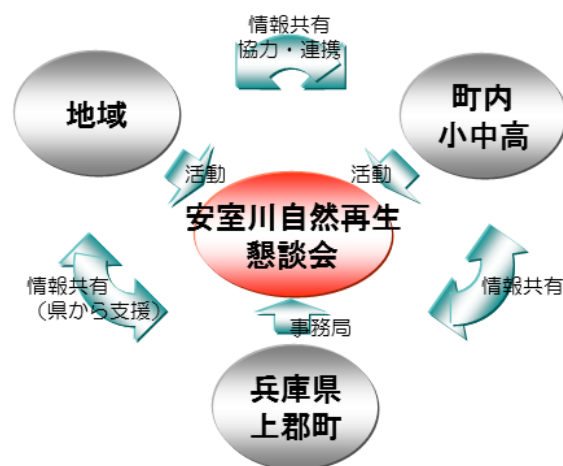 情報共有
協力・連携
地域
町内
小中高
活動
活動
安室川自然再生
懇談会
情報共有
(県から支援)
情報共有
事務局
兵庫県
上郡町